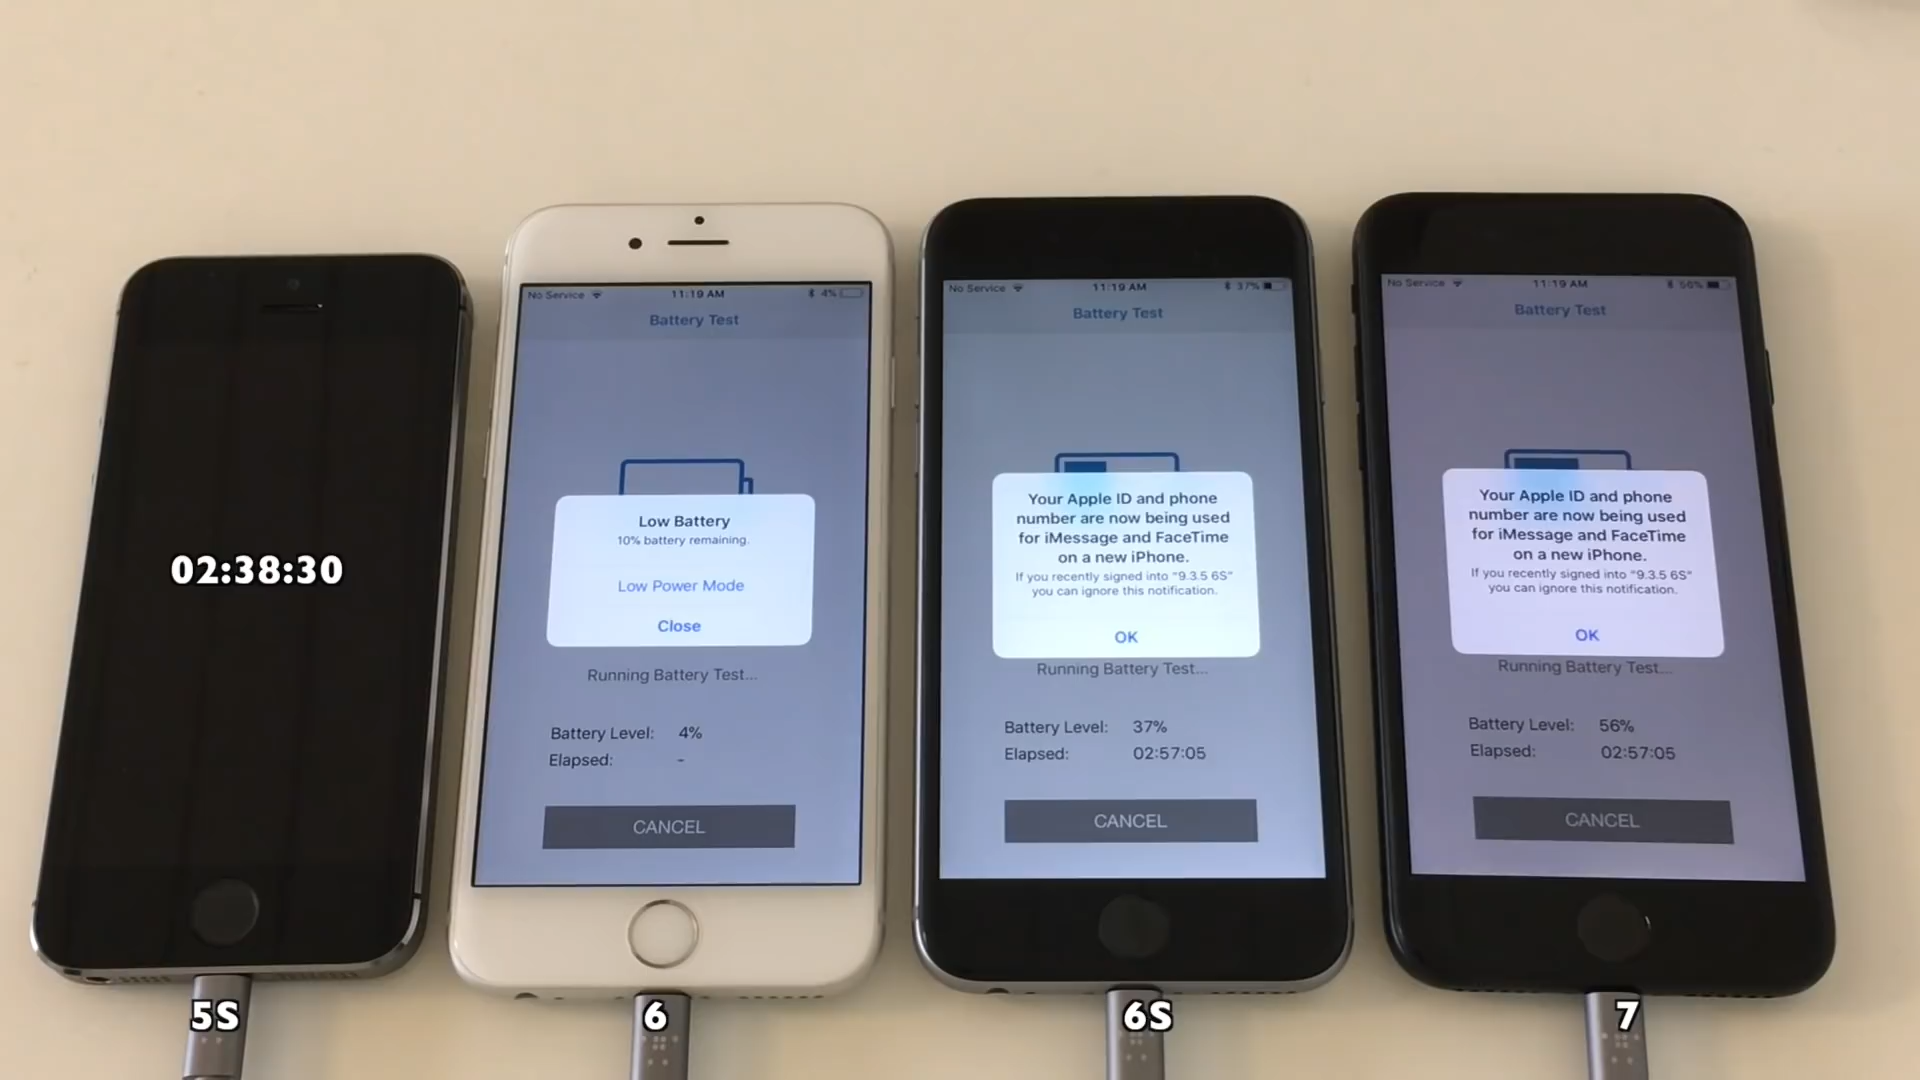 02:38:30
5S
No Service
11:19 AM
4%
Battery Test
Low Battery
10% battery remaining.
Low Power Mode
Close
Running Battery Test...
Battery Level: 4%
Elapsed: -
CANCEL
6
No Service
11:19 AM
37%
Battery Test
Your Apple ID and phone
number are now being used
for iMessage and FaceTime
on a new iPhone.
If you recently signed into "9.3.5 6S"
you can ignore this notification.
OK
Running Battery Test...
Battery Level: 37%
Elapsed: 02:57:05
CANCEL
6S
No Service
11:19 AM
56%
Battery Test
Your Apple ID and phone
number are now being used
for iMessage and FaceTime
on a new iPhone.
If you recently signed into "9.3.5 6S"
you can ignore this notification.
OK
Running Battery Test...
Battery Level: 56%
Elapsed: 02:57:05
CANCEL
7